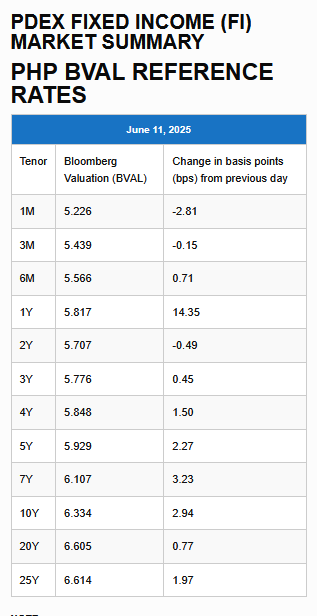 PDEX FIXED INCOME (FI)
MARKET SUMMARY
PHP BVAL REFERENCE
RATES
June 11, 2025
Tenor Bloomberg Valuation (BVAL) Change in basis points (bps) from previous day
1M 5.226 -2.81
3M 5.439 -0.15
6M 5.566 0.71
1Y 5.817 14.35
2Y 5.707 -0.49
3Y 5.776 0.45
4Y 5.848 1.50
5Y 5.929 2.27
7Y 6.107 3.23
10Y 6.334 2.94
20Y 6.605 0.77
25Y 6.614 1.97